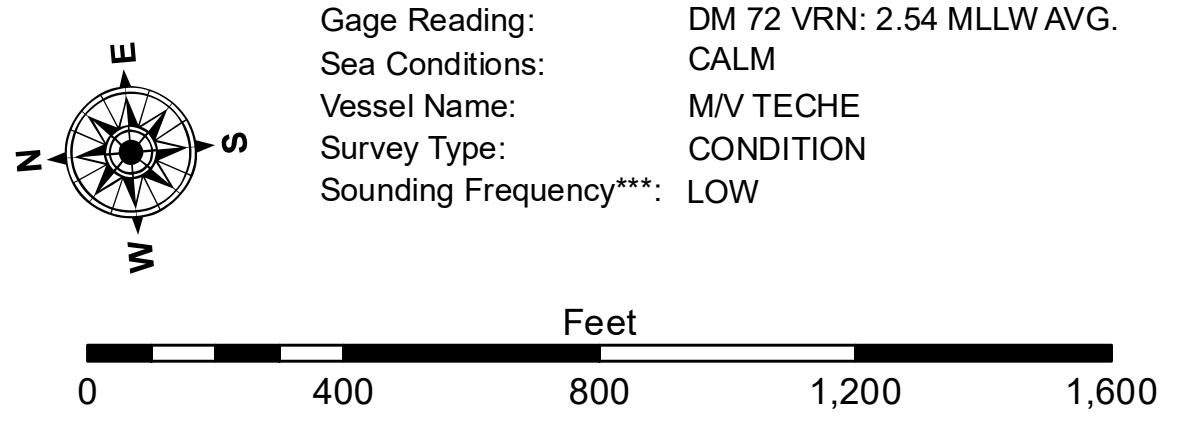 E
N
S
W
Gage Reading: DM 72 VRN: 2.54 MLLW AVG.
Sea Conditions: CALM
Vessel Name: M/V TECHE
Survey Type: CONDITION
Sounding Frequency***: LOW
Feet
0 400 800 1,200 1,600